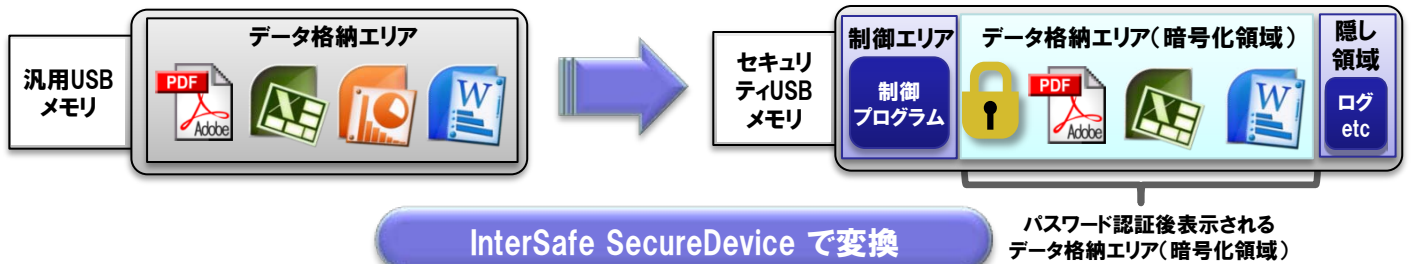 汎用USB
メモリ
データ格納エリア
PDF
Adobe
W
セキュリ
ティUSB
メモリ
制御エリア
制御
プログラム
データ格納エリア(暗号化領域)
PDF
Adobe
W
隠し
領域
ログ
etc
パスワード認証後表示される
データ格納エリア(暗号化領域)
InterSafe SecureDevice で変換